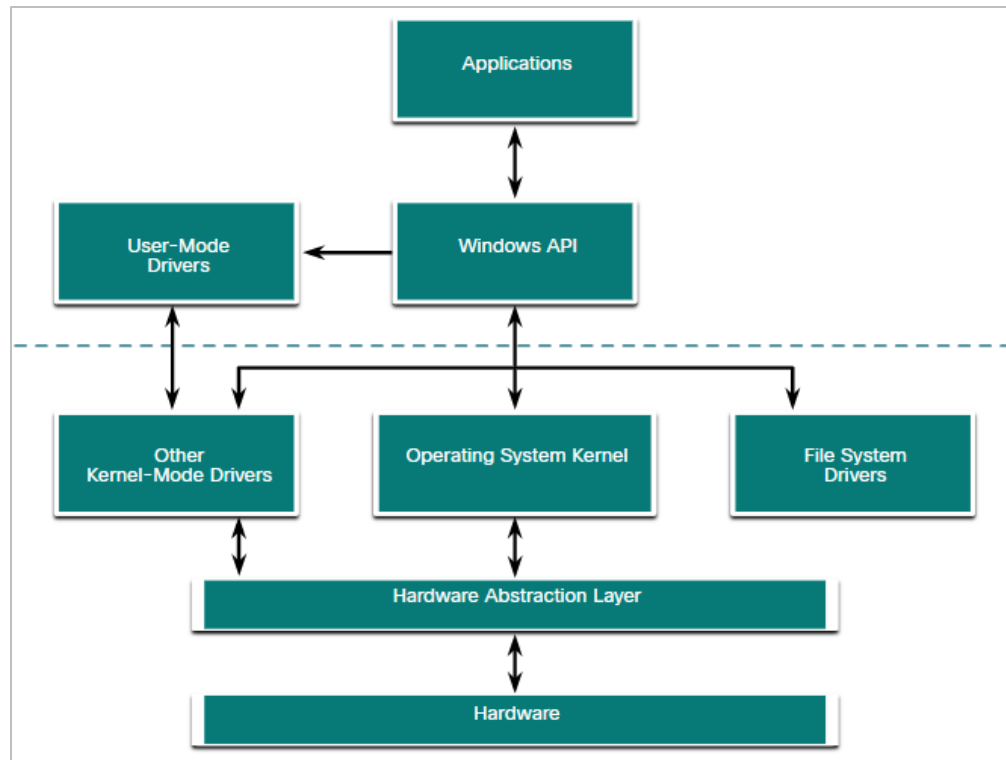 Applications
User-Mode
Drivers
Windows API
Other
Kernel-Mode Drivers
Operating System Kernel
File System
Drivers
Hardware Abstraction Layer
Hardware